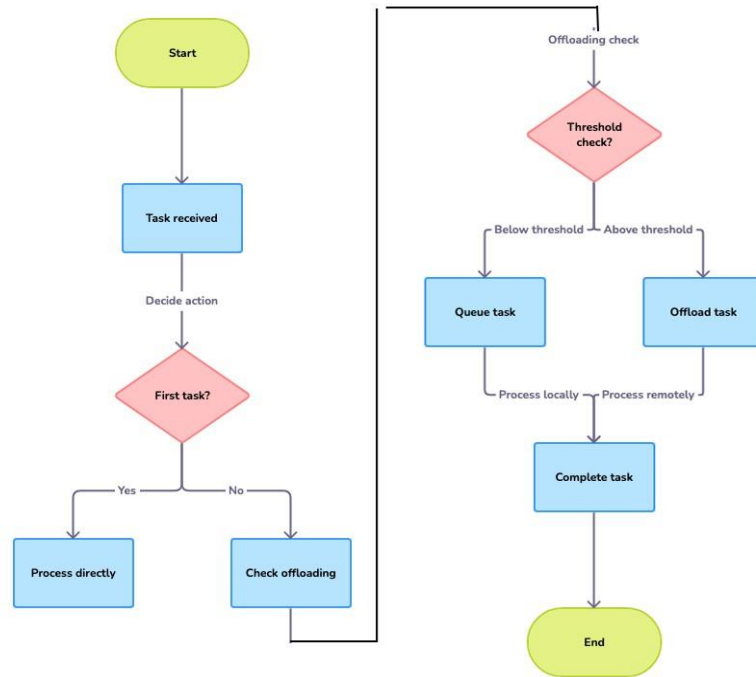 Start
Task received
Decide action
First task?
Yes
No
Process directly
Check offloading
Offloading check
Threshold
check?
Below threshold
Above threshold
Queue task
Offload task
Process locally
Process remotely
Complete task
End